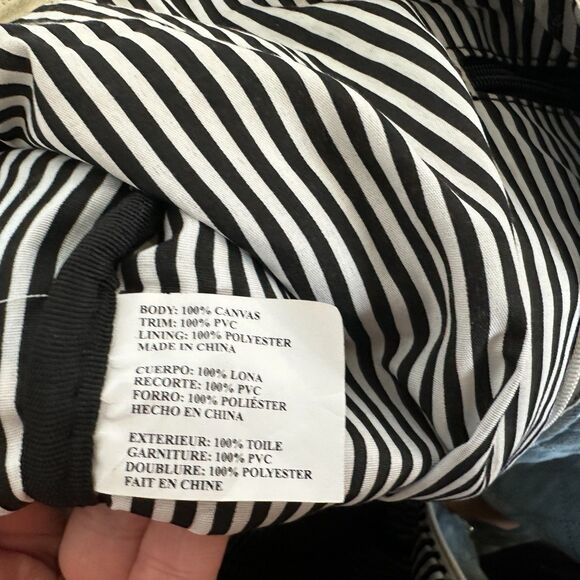 BODY: 100% CANVAS
TRIM: 100% PVC
LINING: 100% POLYESTER
MADE IN CHINA
CUERPO: 100% LONA
RECORTE: 100% PVC
FORRO: 100% POLIÉSTER
HECHO EN CHINA
EXTERIEUR: 100% TOILE
GARNITURE: 100% PVC
DOUBLURE: 100% POLYESTER
FAIT EN CHINE